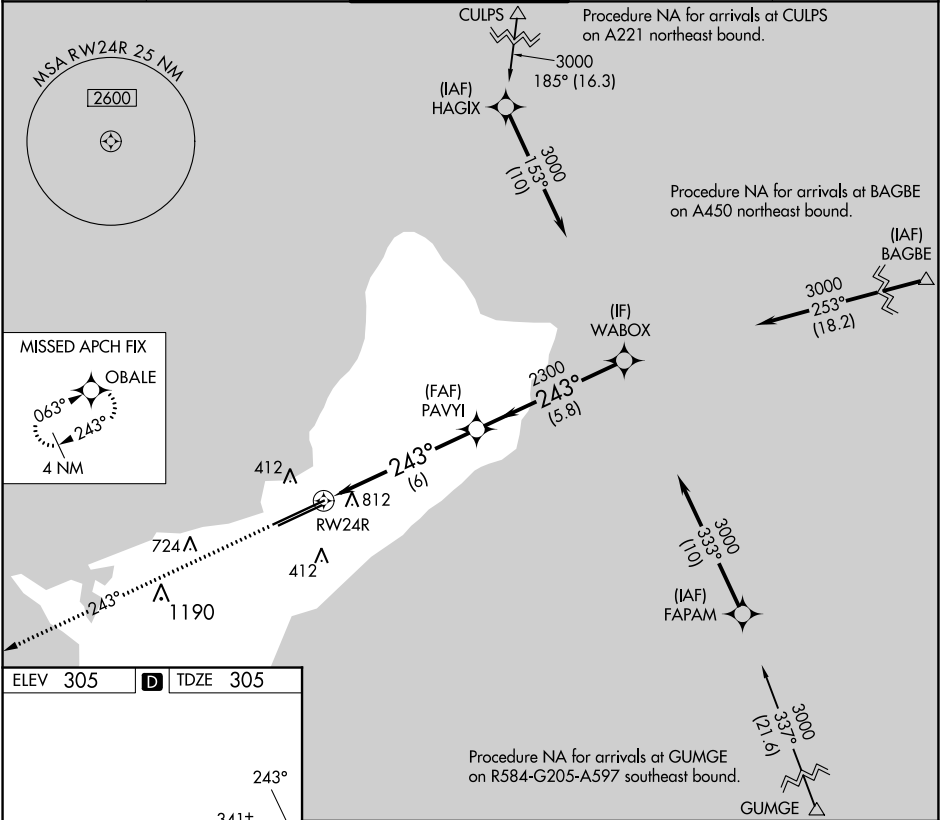 MSA RW24R 25 NM
2600
CULPS
Procedure NA for arrivals at CULPS
on A221 northeast bound.
3000
185° (16.3)
(IAF)
HAGIX
3000
153°
(10)
Procedure NA for arrivals at BAGBE
on A450 northeast bound.
(IAF)
BAGBE
3000
253°
(18.2)
(IF)
WABOX
2300
243°
(5.8)
(FAF)
PAVYI
243°
(6)
MISSED APCH FIX
OBALE
063°
243°
4 NM
412
812
RW24R
724
412
243°
1190
3000
333°
(10)
(IAF)
FAPAM
3000
337°
(21.6)
Procedure NA for arrivals at GUMGE
on R584-G205-A597 southeast bound.
GUMGE
ELEV 305 D TDZE 305
243°
341±